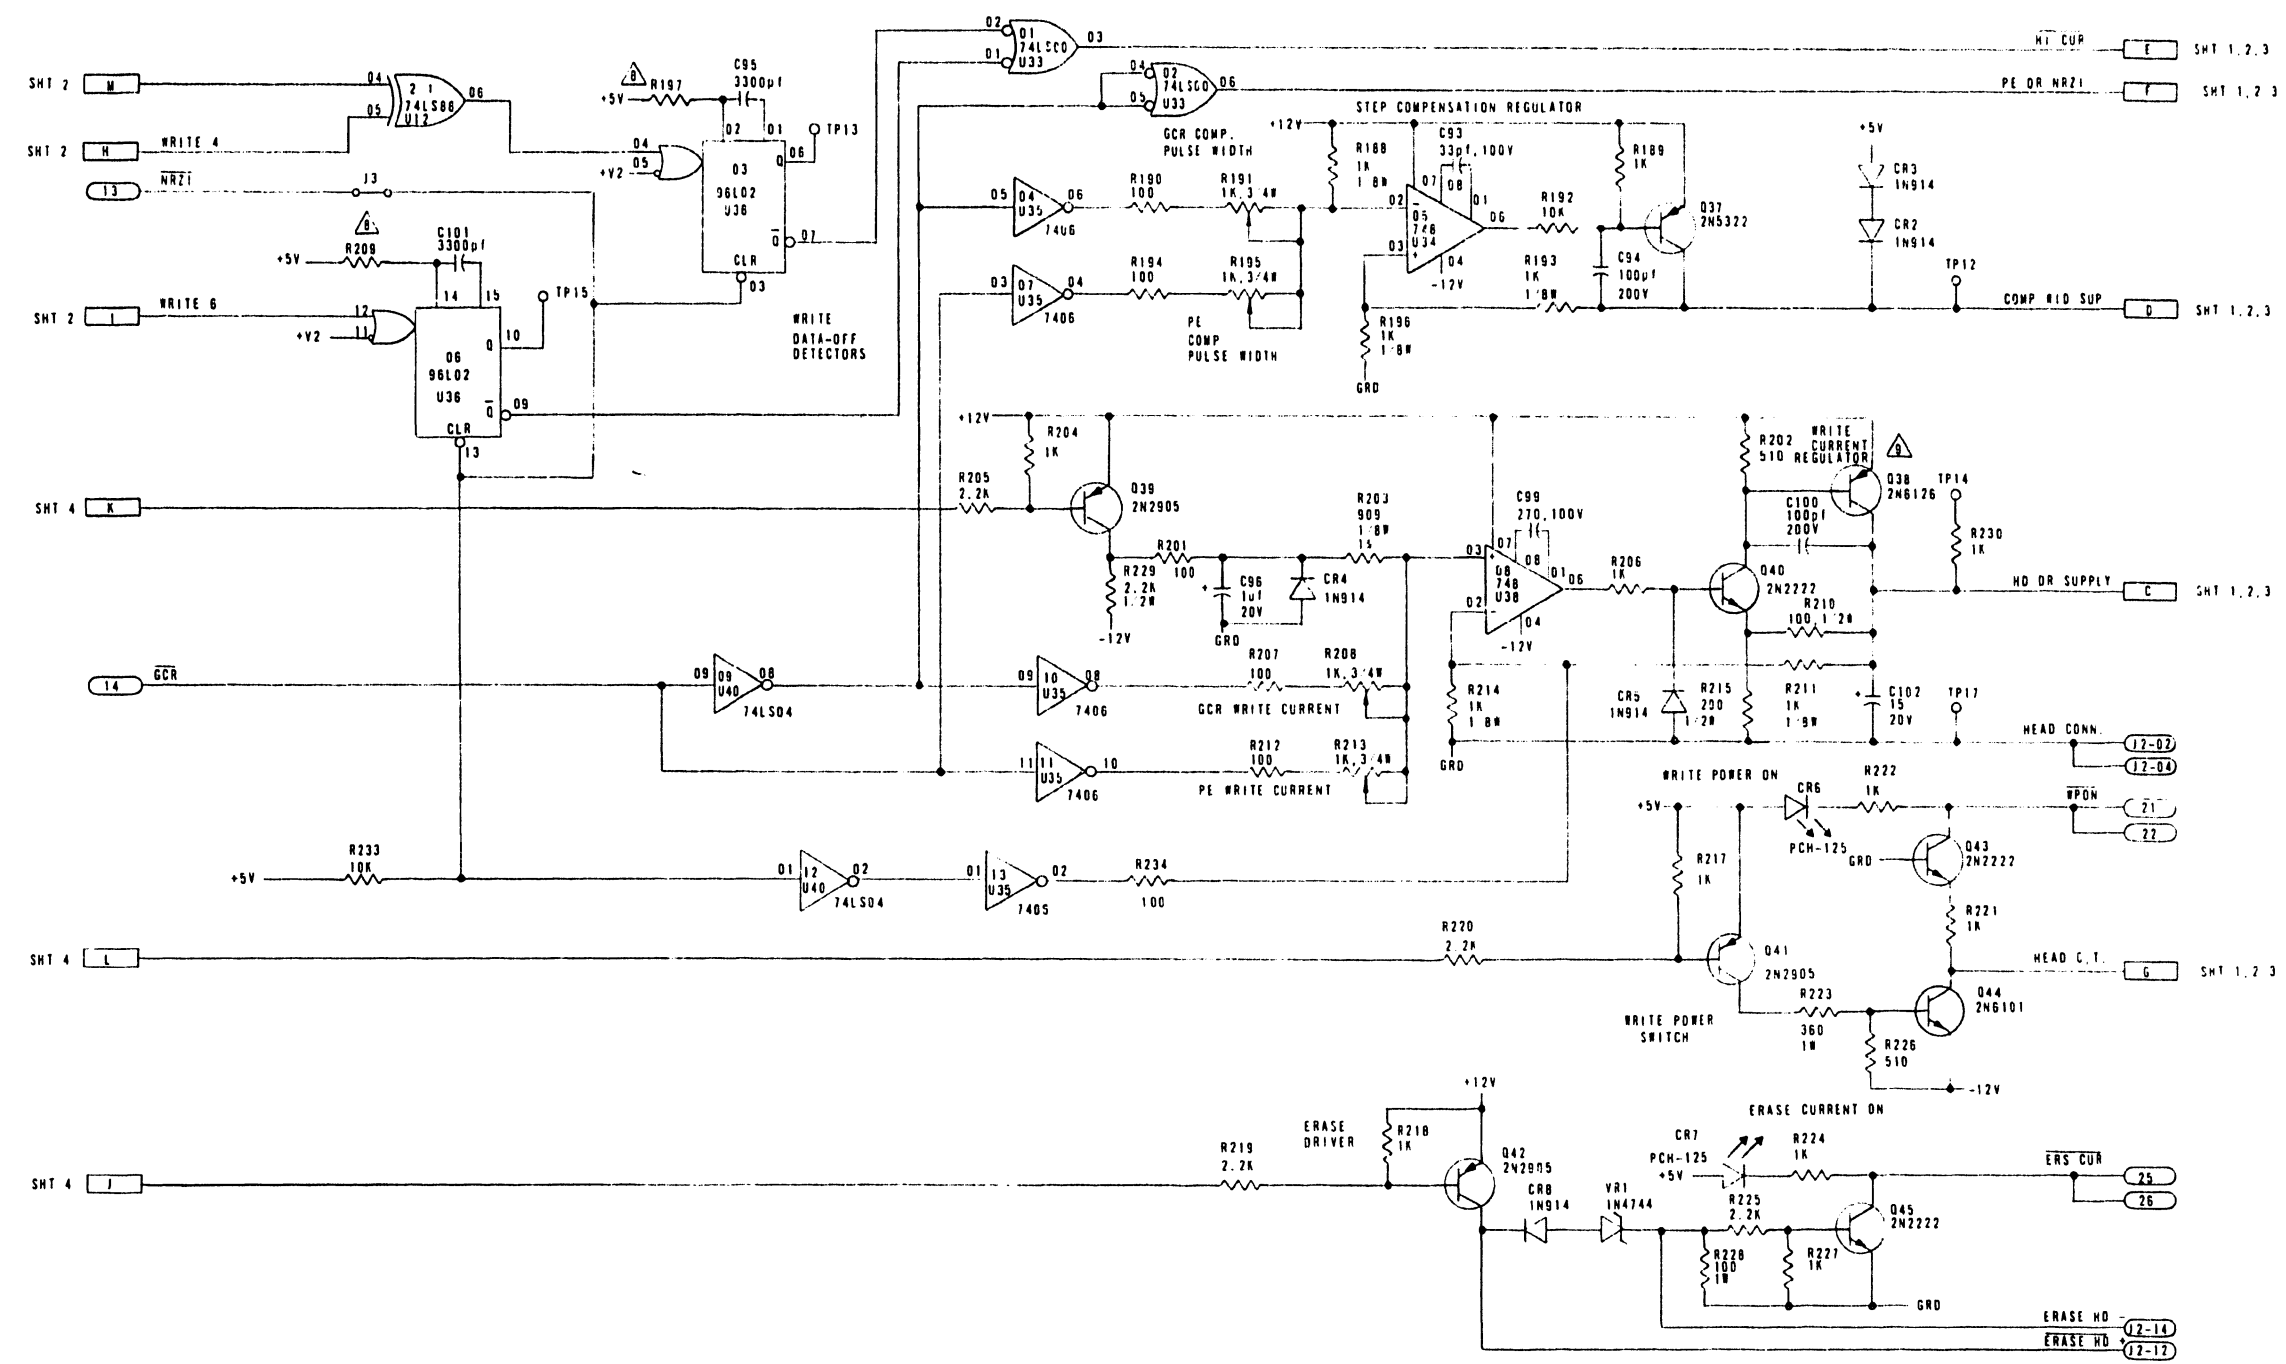 SHT 2 M
04
05
2 1
74LS86
U12
06
SHT 2 H WRITE 4
13 NRZI
J3
8
R197
+5V
C95
3300pf
02 01
04
05
+V2
03
96L02
U36
Q 06
TP13
Q 07
CLR
03
8
R209
+5V
C101
3300pf
14 15
SHT 2 I WRITE 6
12
11
+V2
06
96L02
U36
Q 10
TP15
Q 09
CLR
13
WRITE
DATA-OFF
DETECTORS
02
01
01
74LS00
U33
03
HI CUR
E SHT 1,2,3
04
05
02
74LS00
U33
06
PE OR NRZI
F SHT 1,2 3
STEP COMPENSATION REGULATOR
GCR COMP.
PULSE WIDTH
05 04
U35
06
7406
R190
100
R191
1K,3/4W
03 07
U35
04
7406
R194
100
R195
1K,3/4W
PE
COMP
PULSE WIDTH
+12V
R188
1K
1/8W
C93
33pf,100V
07 08 01
02
03
05
748
U34
06
04
-12V
R192
10K
R189
1K
Q37
2N5322
C94
100pf
200V
R193
1K
1/8W
R196
1K
1/8W
GRD
+5V
CR3
1N914
CR2
1N914
TP12
COMP WID SUP
D SHT 1,2,3
SHT 4 K
R205
2.2K
+12V
R204
1K
Q39
2N2905
R201
100
R229
2.2K
1/2W
-12V
C96
1uf
20V
GRD
CR4
1N914
R203
909
1/8W
1%
C99
270,100V
03 07 08 01
02
08
748
U38
06
04
-12V
R206
1K
R202
510
WRITE
CURRENT
REGULATOR
9
Q38
2N6126
C100
100pf
200V
Q40
2N2222
R210
100,1/2W
TP14
R230
1K
HD DR SUPPLY
C SHT 1,2,3
14 GCR
09 09
U40
08
74LS04
09 10
U35
08
7406
R207
100
R208
1K,3/4W
GCR WRITE CURRENT
11 11
U35
10
7406
R212
100
R213
1K,3/4W
PE WRITE CURRENT
R214
1K
1/8W
GRD
CR5
1N914
R215
200
1/2W
R211
1K
1/8W
C102
15
20V
TP17
HEAD CONN.
J2-02
J2-04
WRITE POWER ON
+5V
CR6
PCH-125
R222
1K
WPON
21
22
GRD
Q43
2N2222
R217
1K
R221
1K
+5V
R233
10K
01 12
U40
02
74LS04
01 13
U35
02
7405
R234
100
SHT 4 L
R220
2.2K
Q41
2N2905
HEAD C.T.
G SHT 1,2 3
R223
360
1W
Q44
2N6101
WRITE POWER
SWITCH
R226
510
-12V
ERASE CURRENT ON
SHT 4 J
R219
2.2K
ERASE
DRIVER
+12V
R218
1K
Q42
2N2905
CR8
1N914
VR1
1N4744
CR7
PCH-125
+5V
R224
1K
ERS CUR
25
26
R225
2.2K
Q45
2N2222
R228
100
1W
R227
1K
GRD
ERASE HD -
J2-14
ERASE HD +
J2-12